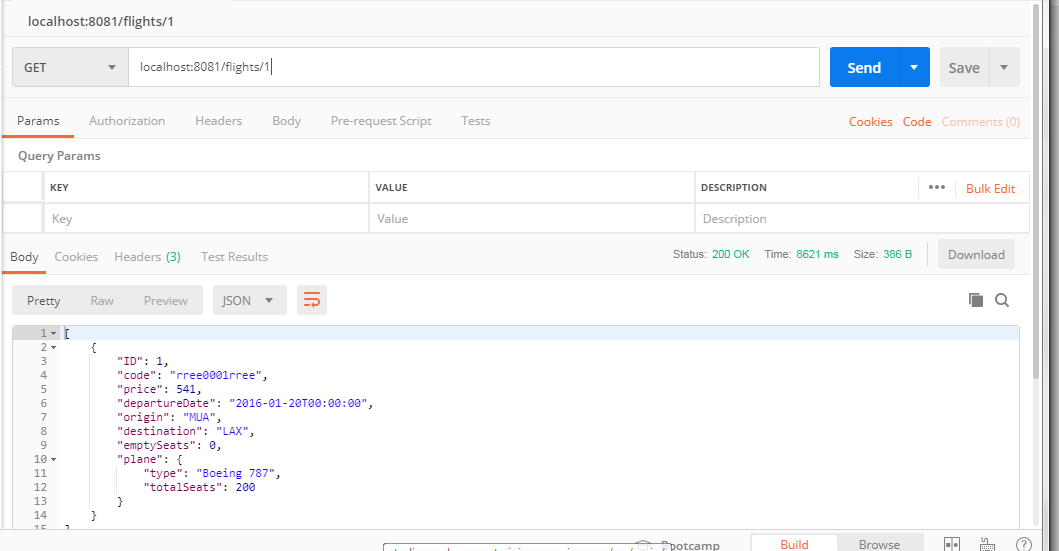 localhost:8081/flights/1
GET localhost:8081/flights/1 Send Save
Params Authorization Headers Body Pre-request Script Tests Cookies Code Comments (0)
Query Params
KEY VALUE DESCRIPTION ••• Bulk Edit
Key Value Description
Body Cookies Headers (3) Test Results Status: 200 OK Time: 8621 ms Size: 386 B Download
Pretty Raw Preview JSON
1 [
2 {
3 "ID": 1,
4 "code": "rree0001rree",
5 "price": 541,
6 "departureDate": "2016-01-20T00:00:00",
7 "origin": "MUA",
8 "destination": "LAX",
9 "emptySeats": 0,
10 "plane": {
11 "type": "Boeing 787",
12 "totalSeats": 200
13 }
14 }
15 ]
Bootcamp Build Browse